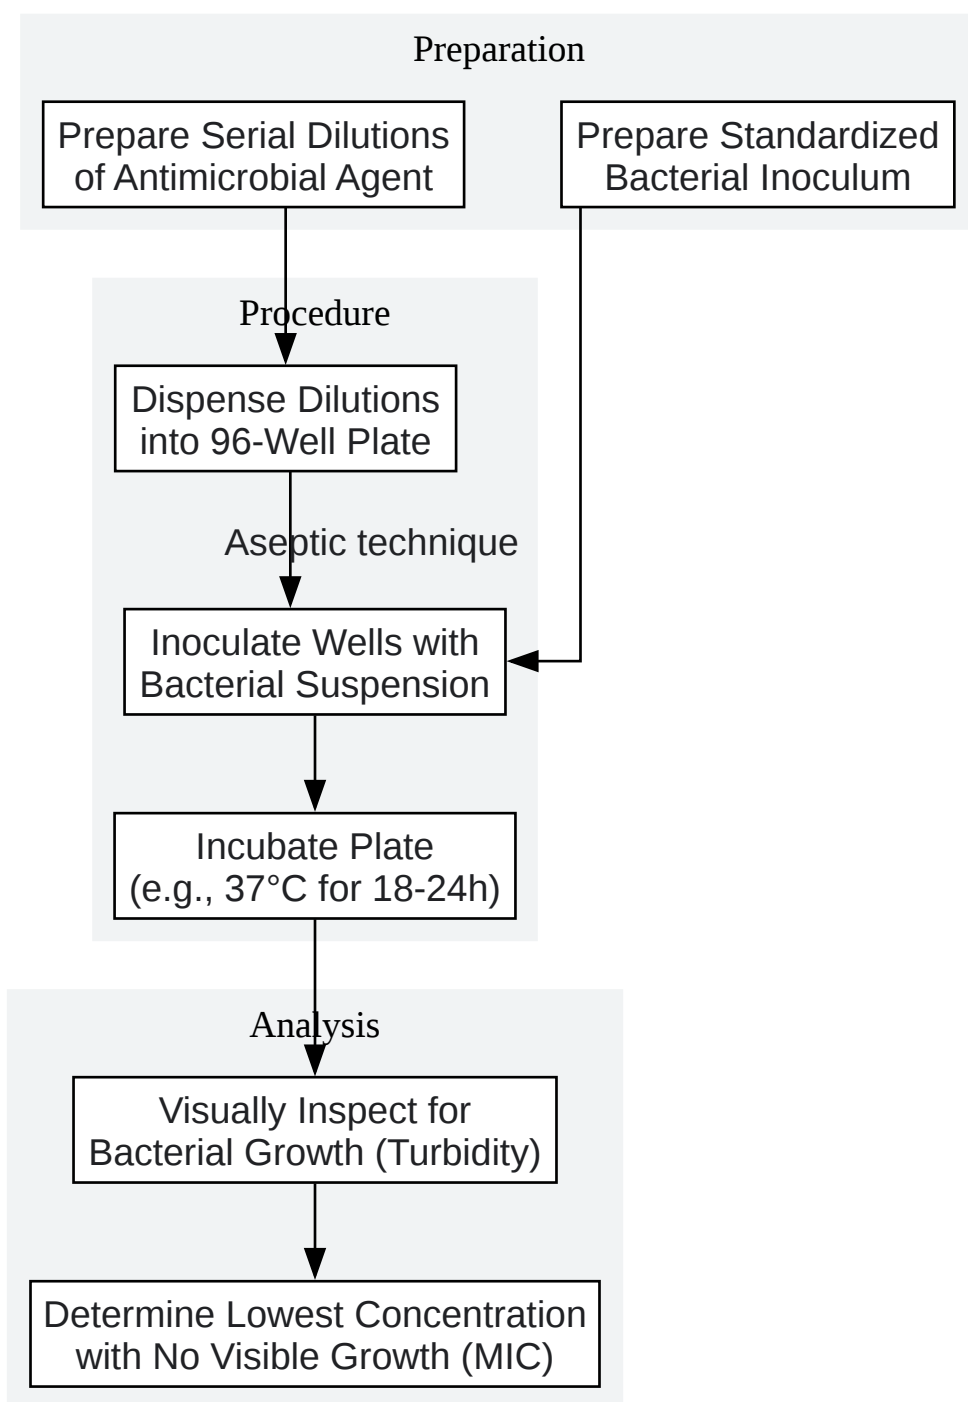 Preparation
Prepare Serial Dilutions
of Antimicrobial Agent
Prepare Standardized
Bacterial Inoculum
Procedure
Dispense Dilutions
into 96-Well Plate
Aseptic technique
Inoculate Wells with
Bacterial Suspension
Incubate Plate
(e.g., 37°C for 18-24h)
Analysis
Visually Inspect for
Bacterial Growth (Turbidity)
Determine Lowest Concentration
with No Visible Growth (MIC)